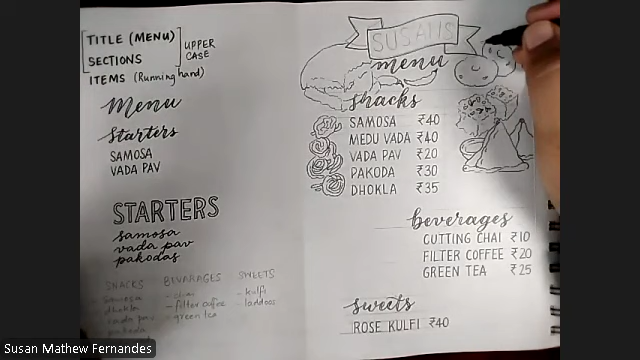 TITLE (MENU)
SECTIONS
UPPER CASE
ITEMS (Running hand)
Menu
Starters
SAMOSA
VADA PAV
STARTERS
samosa
vada pav
pakodas
SNACKS
BEVARAGES
SWEETS
- samosa
- dhokla
- vada pav
- chai
- filter coffee
- green tea
- kulfi
- laddoos
SUSAN'S
menu
snacks
SAMOSA ₹40
MEDU VADA ₹40
VADA PAV ₹20
PAKODA ₹30
DHOKLA ₹35
beverages
CUTTING CHAI ₹10
FILTER COFFEE ₹20
GREEN TEA ₹25
sweets
ROSE KULFI ₹40
Susan Mathew Fernandes